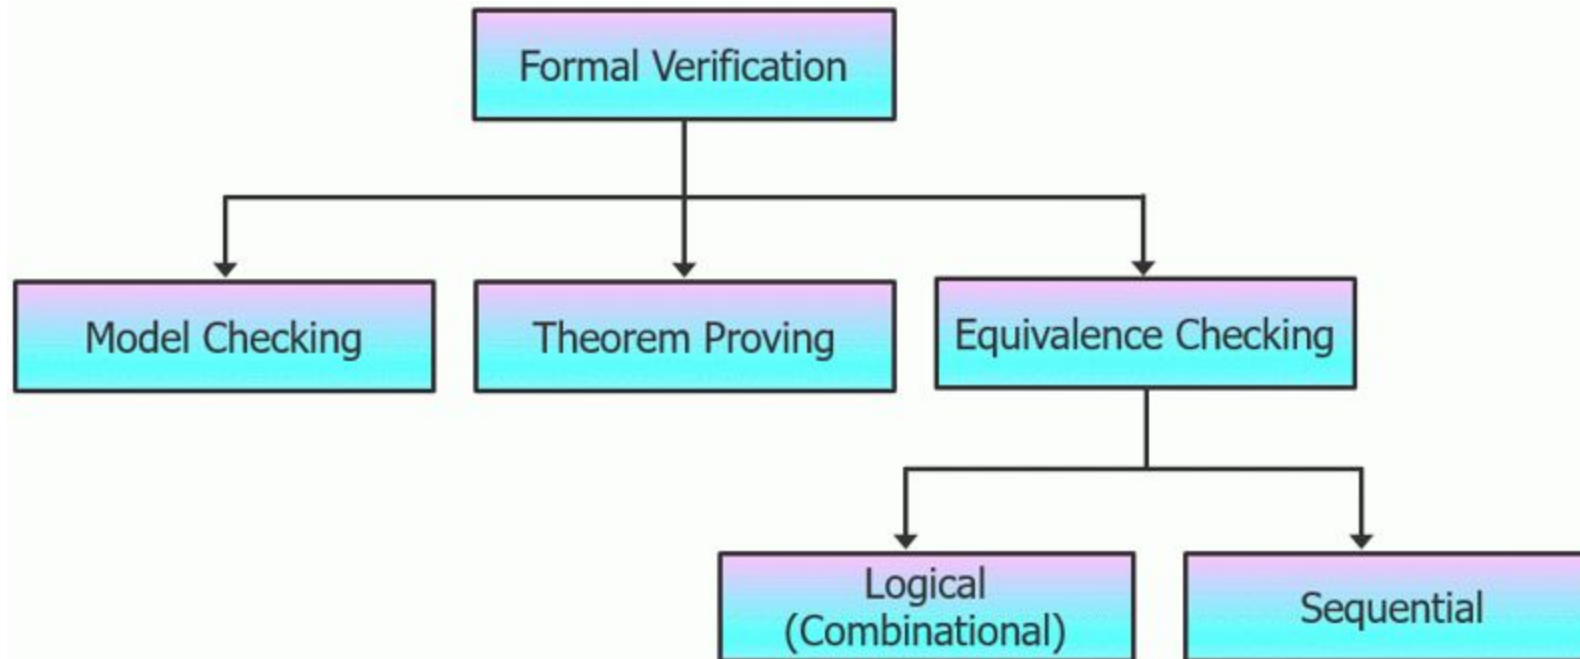 Formal Verification
Model Checking
Theorem Proving
Equivalence Checking
Logical
(Combinational)
Sequential